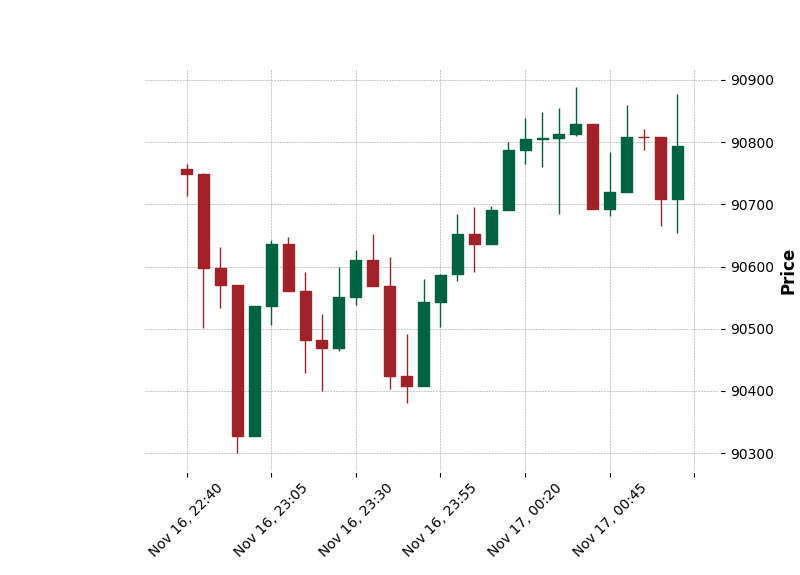 90900
90800
90700
90600
90500
90400
90300
Price
Nov 16, 22:40
Nov 16, 23:05
Nov 16, 23:30
Nov 16, 23:55
Nov 17, 00:20
Nov 17, 00:45